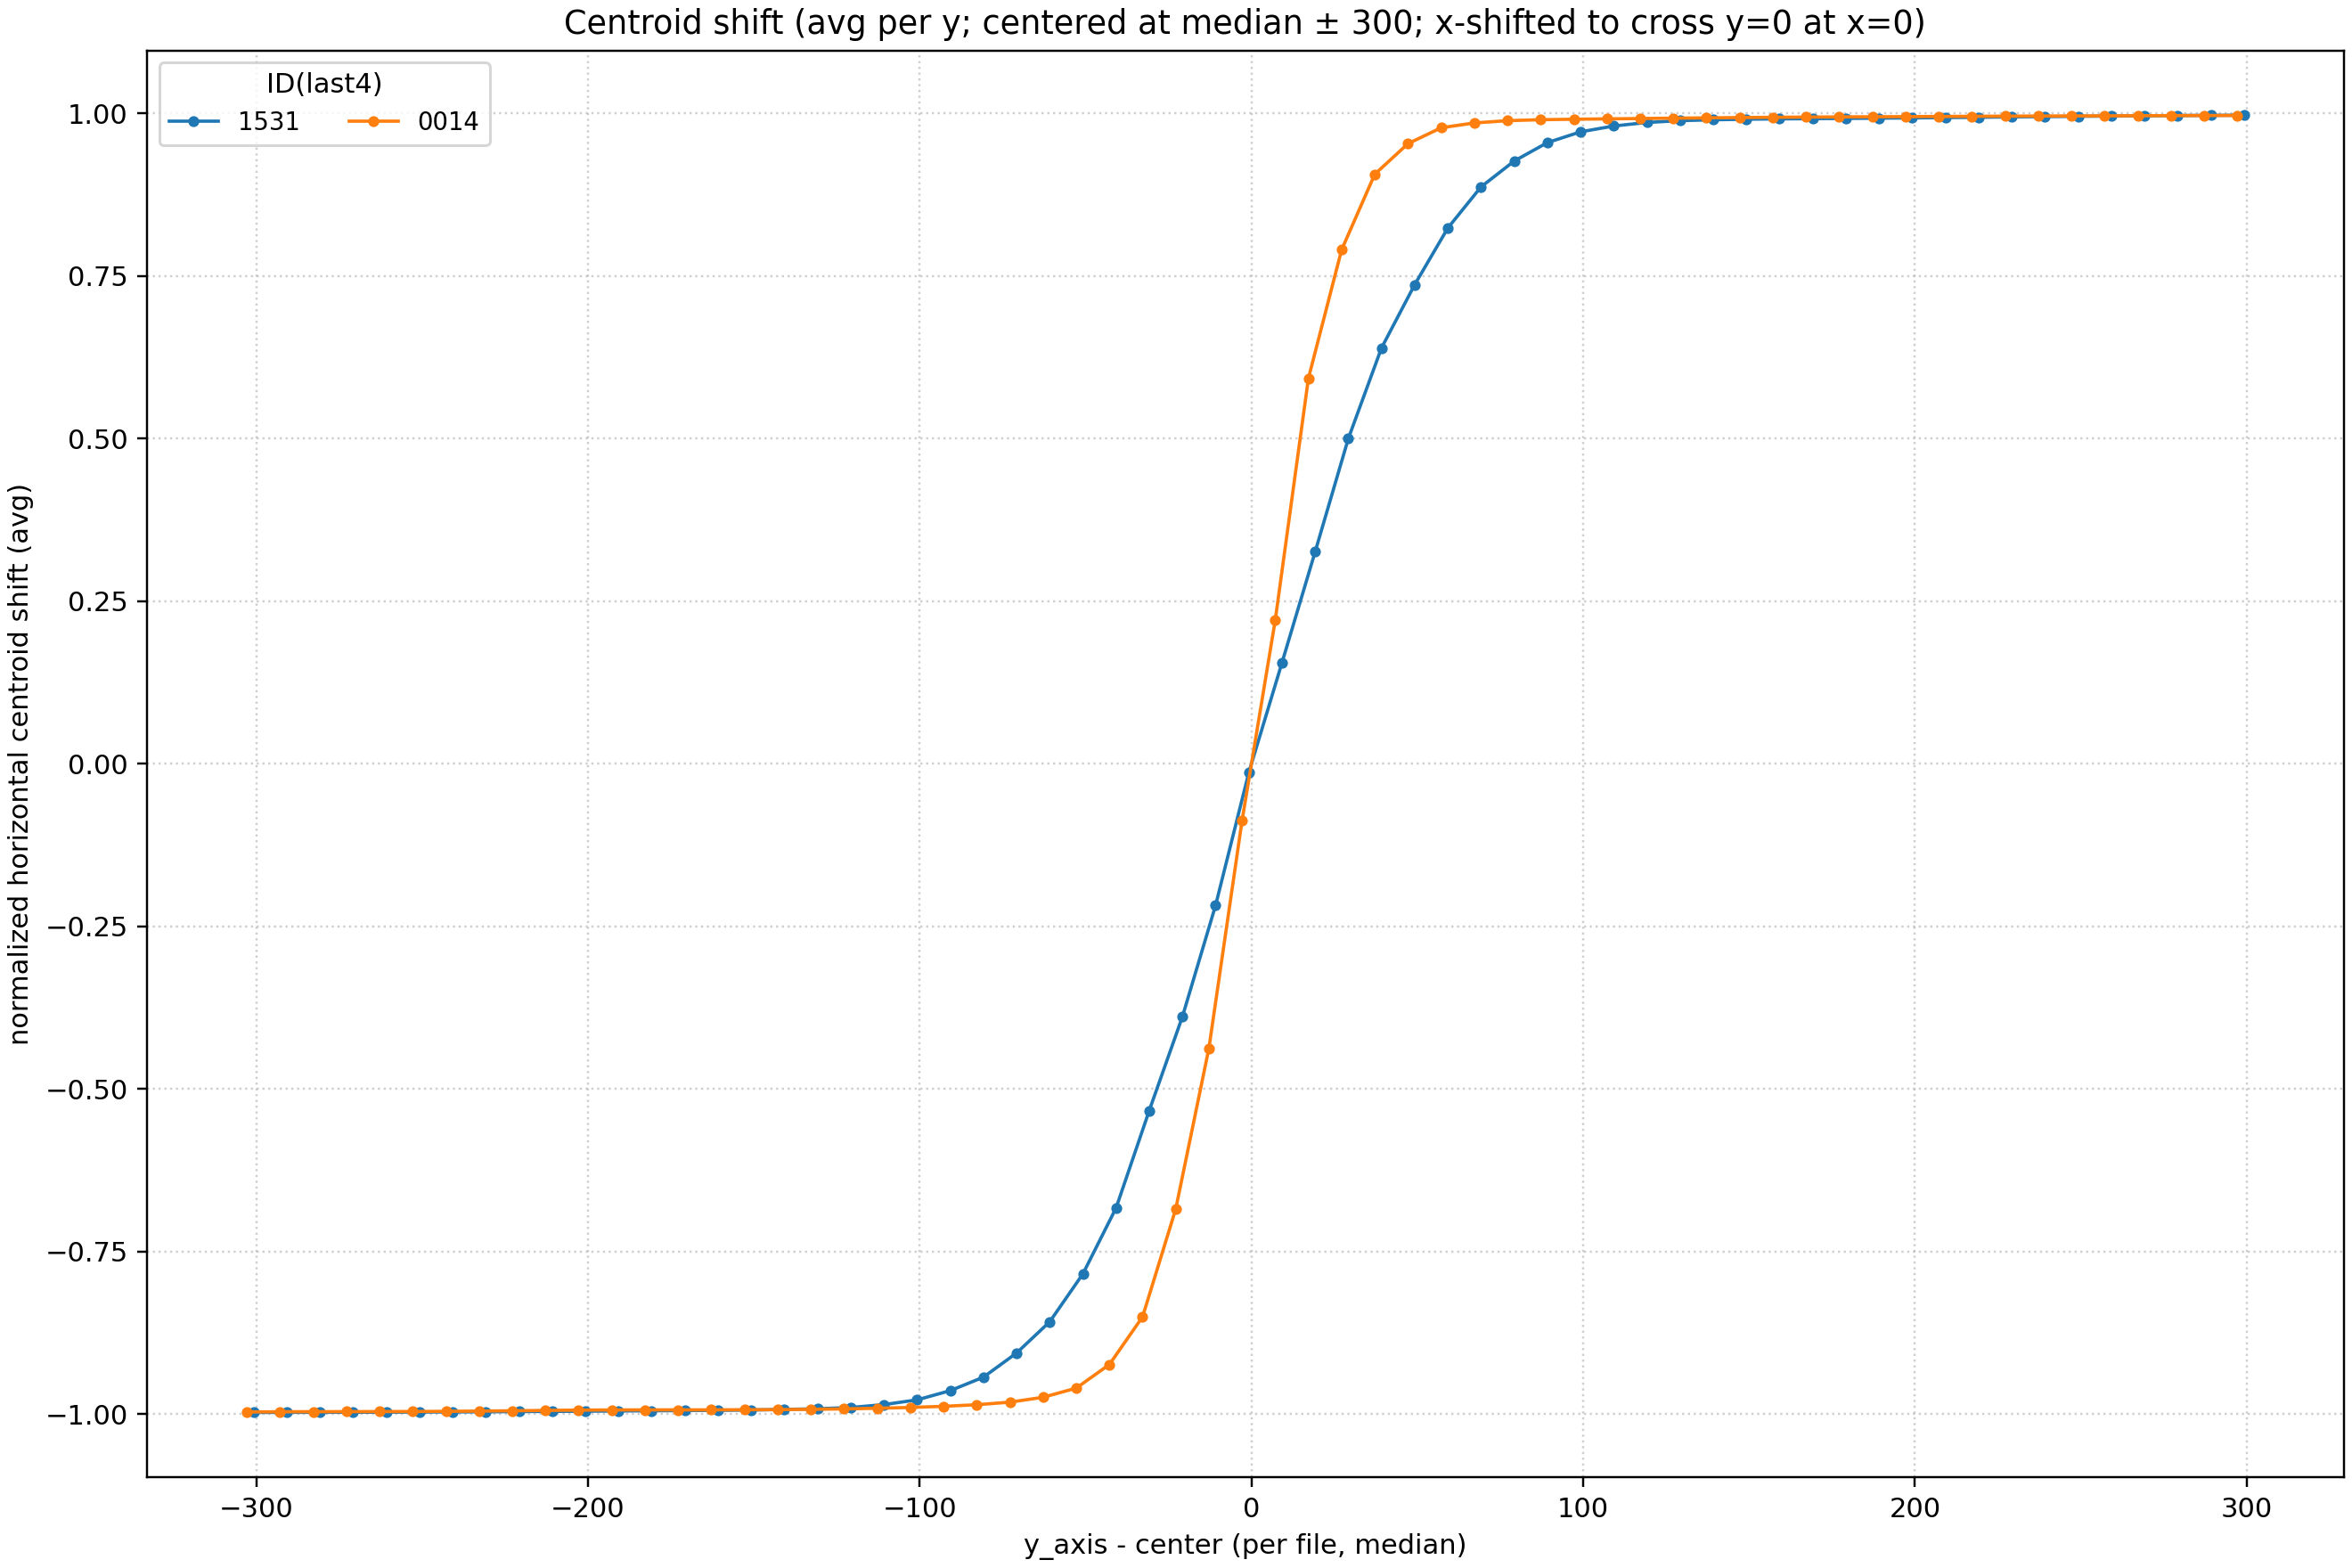 Centroid shift (avg per y; centered at median ± 300; x-shifted to cross y=0 at x=0)
ID(last4)
1531 0014
1.00
0.75
0.50
0.25
0.00
−0.25
−0.50
−0.75
−1.00
normalized horizontal centroid shift (avg)
−300 −200 −100 0 100 200 300
y_axis - center (per file, median)